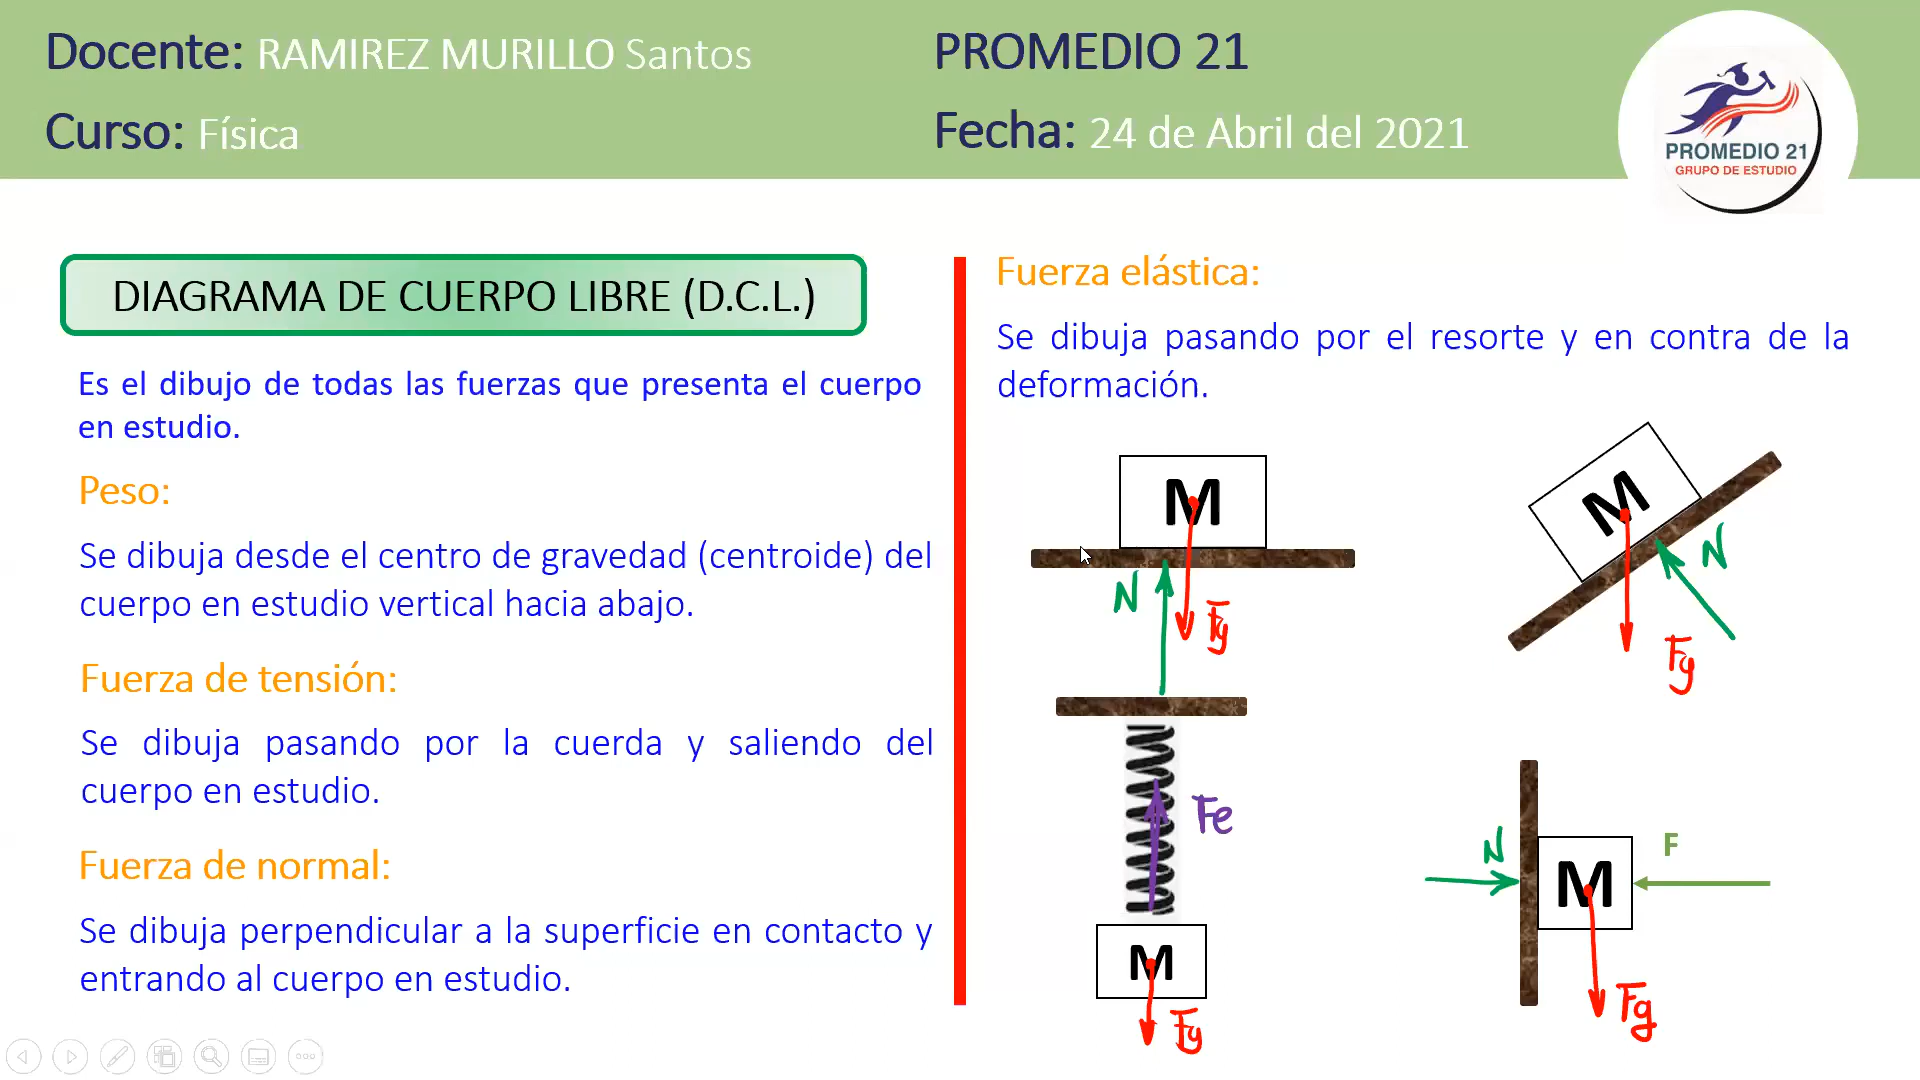 Docente: RAMIREZ MURILLO Santos
PROMEDIO 21
Curso: Física
Fecha: 24 de Abril del 2021
PROMEDIO 21
GRUPO DE ESTUDIO
DIAGRAMA DE CUERPO LIBRE (D.C.L.)
Es el dibujo de todas las fuerzas que presenta el cuerpo
en estudio.
Peso:
Se dibuja desde el centro de gravedad (centroide) del
cuerpo en estudio vertical hacia abajo.
Fuerza de tensión:
Se dibuja pasando por la cuerda y saliendo del
cuerpo en estudio.
Fuerza de normal:
Se dibuja perpendicular a la superficie en contacto y
entrando al cuerpo en estudio.
Fuerza elástica:
Se dibuja pasando por el resorte y en contra de la
deformación.
M
N
Fg
M
N
Fg
Fe
M
Fg
N
M
F
Fg